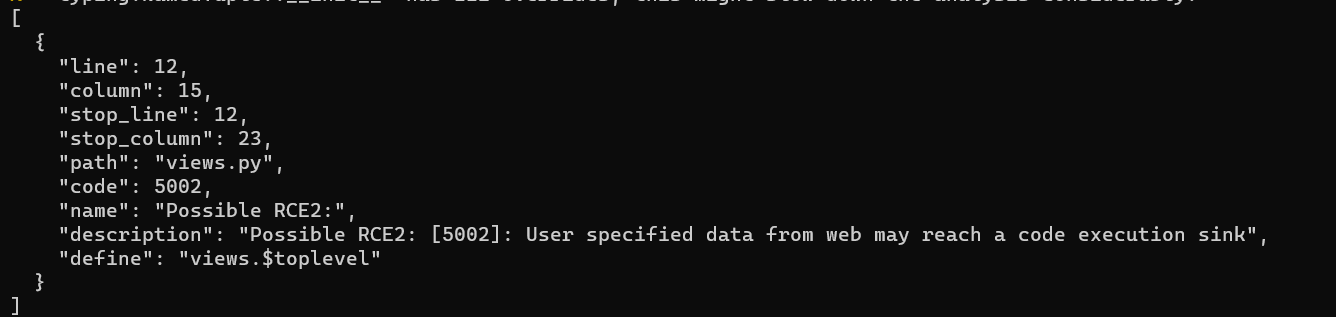 [
  {
    "line": 12,
    "column": 15,
    "stop_line": 12,
    "stop_column": 23,
    "path": "views.py",
    "code": 5002,
    "name": "Possible RCE2:",
    "description": "Possible RCE2: [5002]: User specified data from web may reach a code execution sink",
    "define": "views.$toplevel"
  }
]